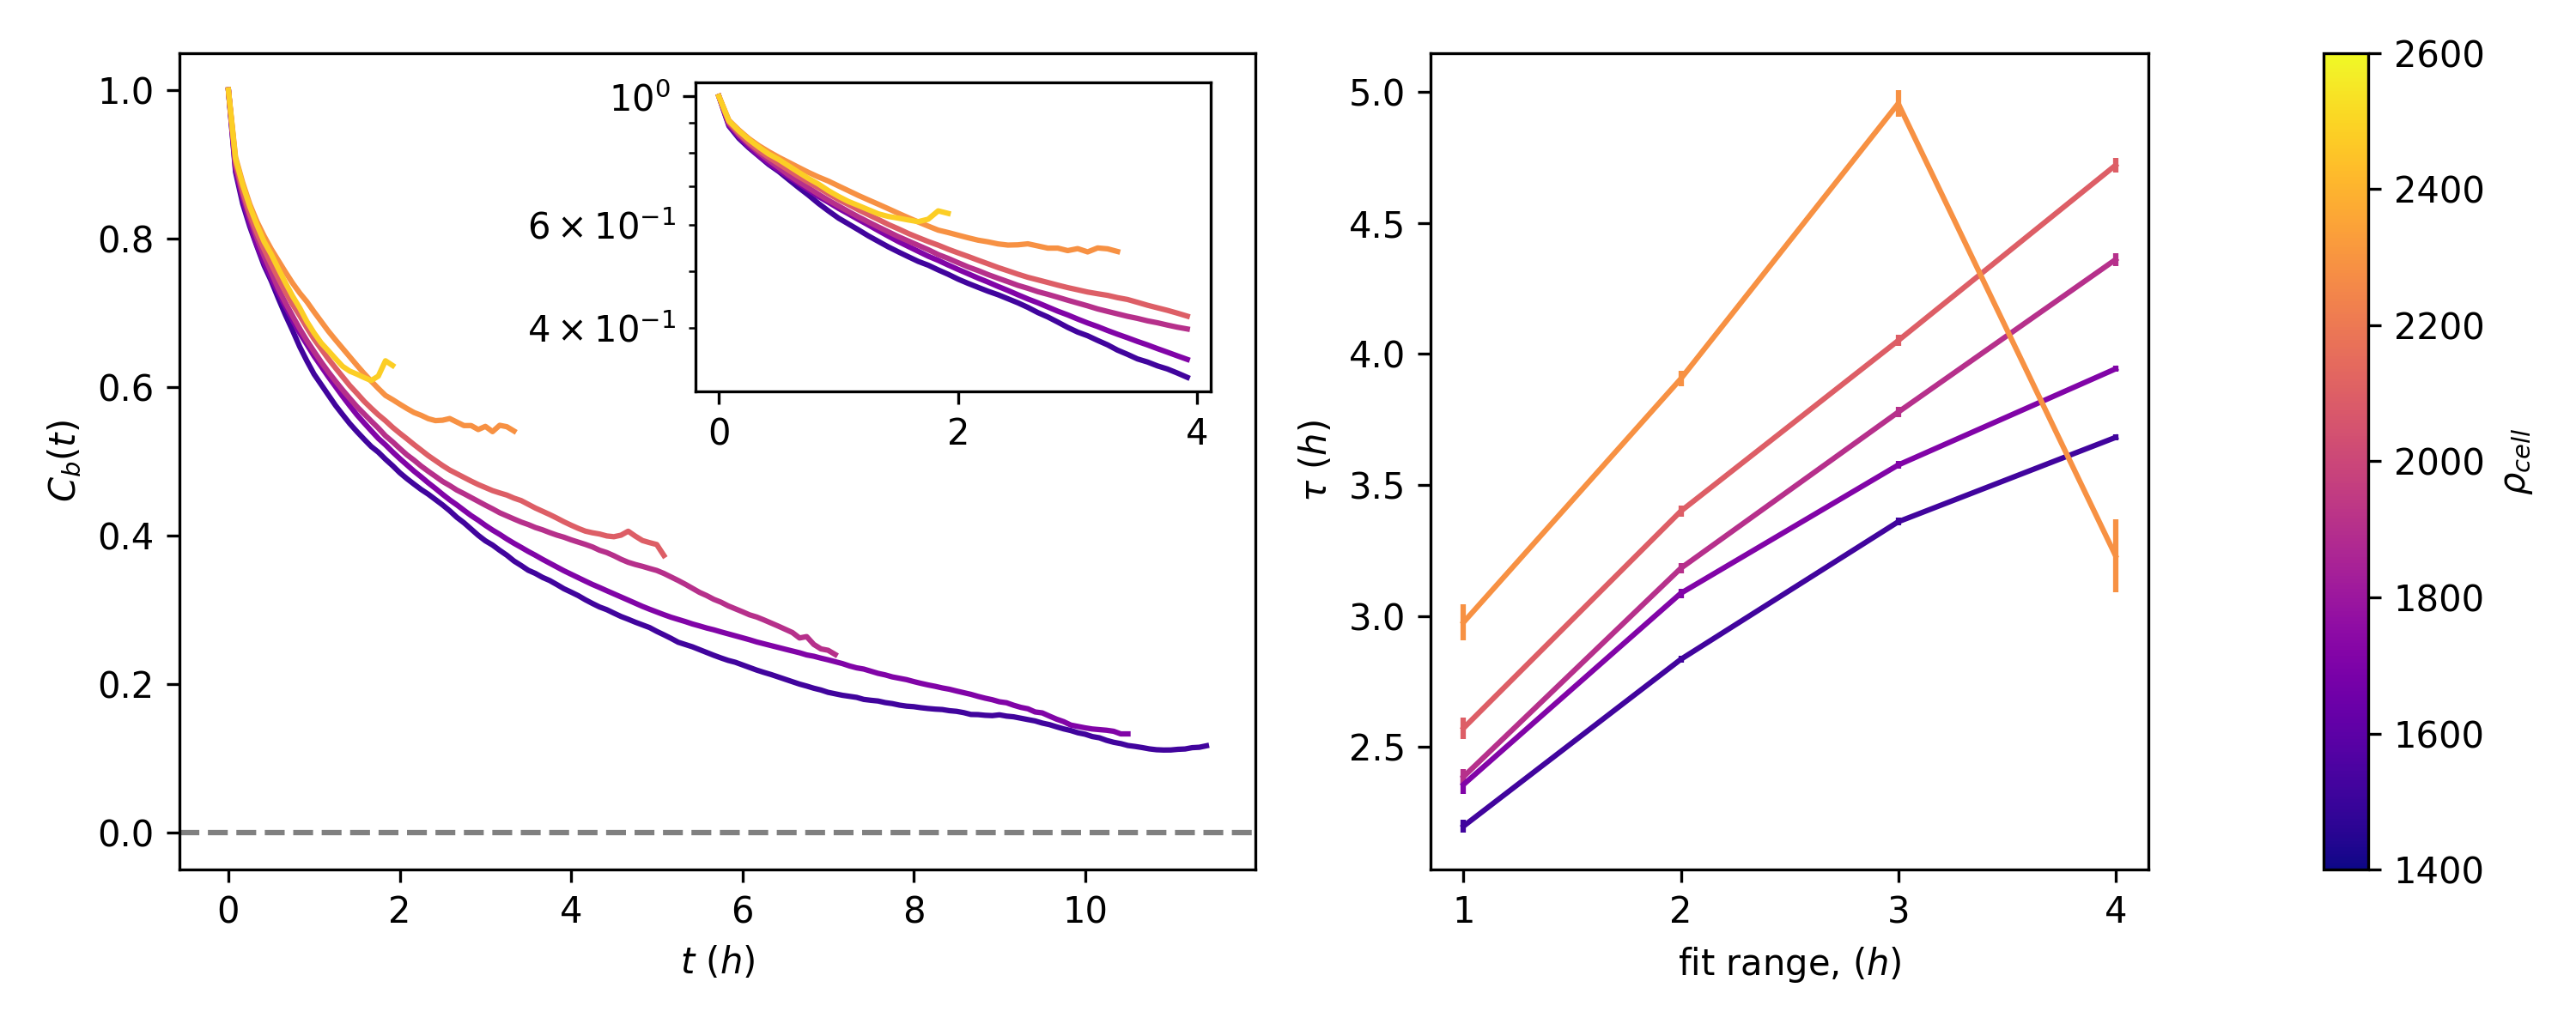 1.0
0.8
0.6
0.4
0.2
0.0
C_b(t)
0 2 4 6 8 10
t (h)
10^0
6 × 10^{-1}
4 × 10^{-1}
0 2 4
5.0
4.5
4.0
3.5
3.0
2.5
τ (h)
1 2 3 4
fit range, (h)
2600
2400
2200
2000
1800
1600
1400
ρ_{cell}